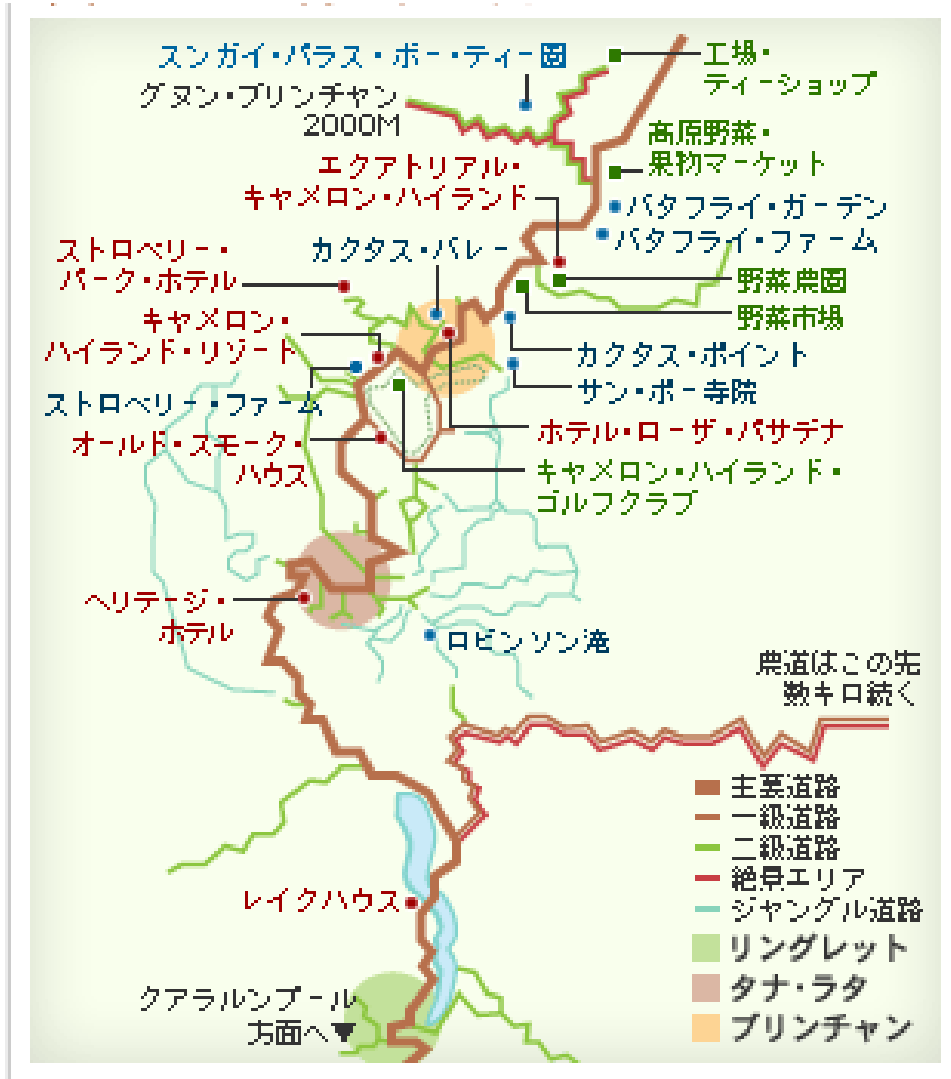 スンガイ・パラス・ボー・ティー園
工場・
ティーショップ
グヌン・ブリンチャン
2000M
高原野菜・
果物マーケット
エクアトリアル・
キャメロン・ハイランド
バタフライ・ガーデン
バタフライ・ファーム
ストロベリー・
パーク・ホテル
カクタス・バレー
野菜農園
野菜市場
キャメロン・
ハイランド・リゾート
カクタス・ポイント
ストロベリー・ファーム
サン・ポー寺院
オールド・スモーク・
ハウス
ホテル・ローザ・パサデナ
キャメロン・ハイランド・
ゴルフクラブ
ヘリテージ・
ホテル
ロビンソン滝
農道はこの先
数キロ続く
主要道路
一級道路
二級道路
絶景エリア
ジャングル道路
リングレット
タナ・ラタ
ブリンチャン
レイクハウス
クアラルンプール
方面へ▼